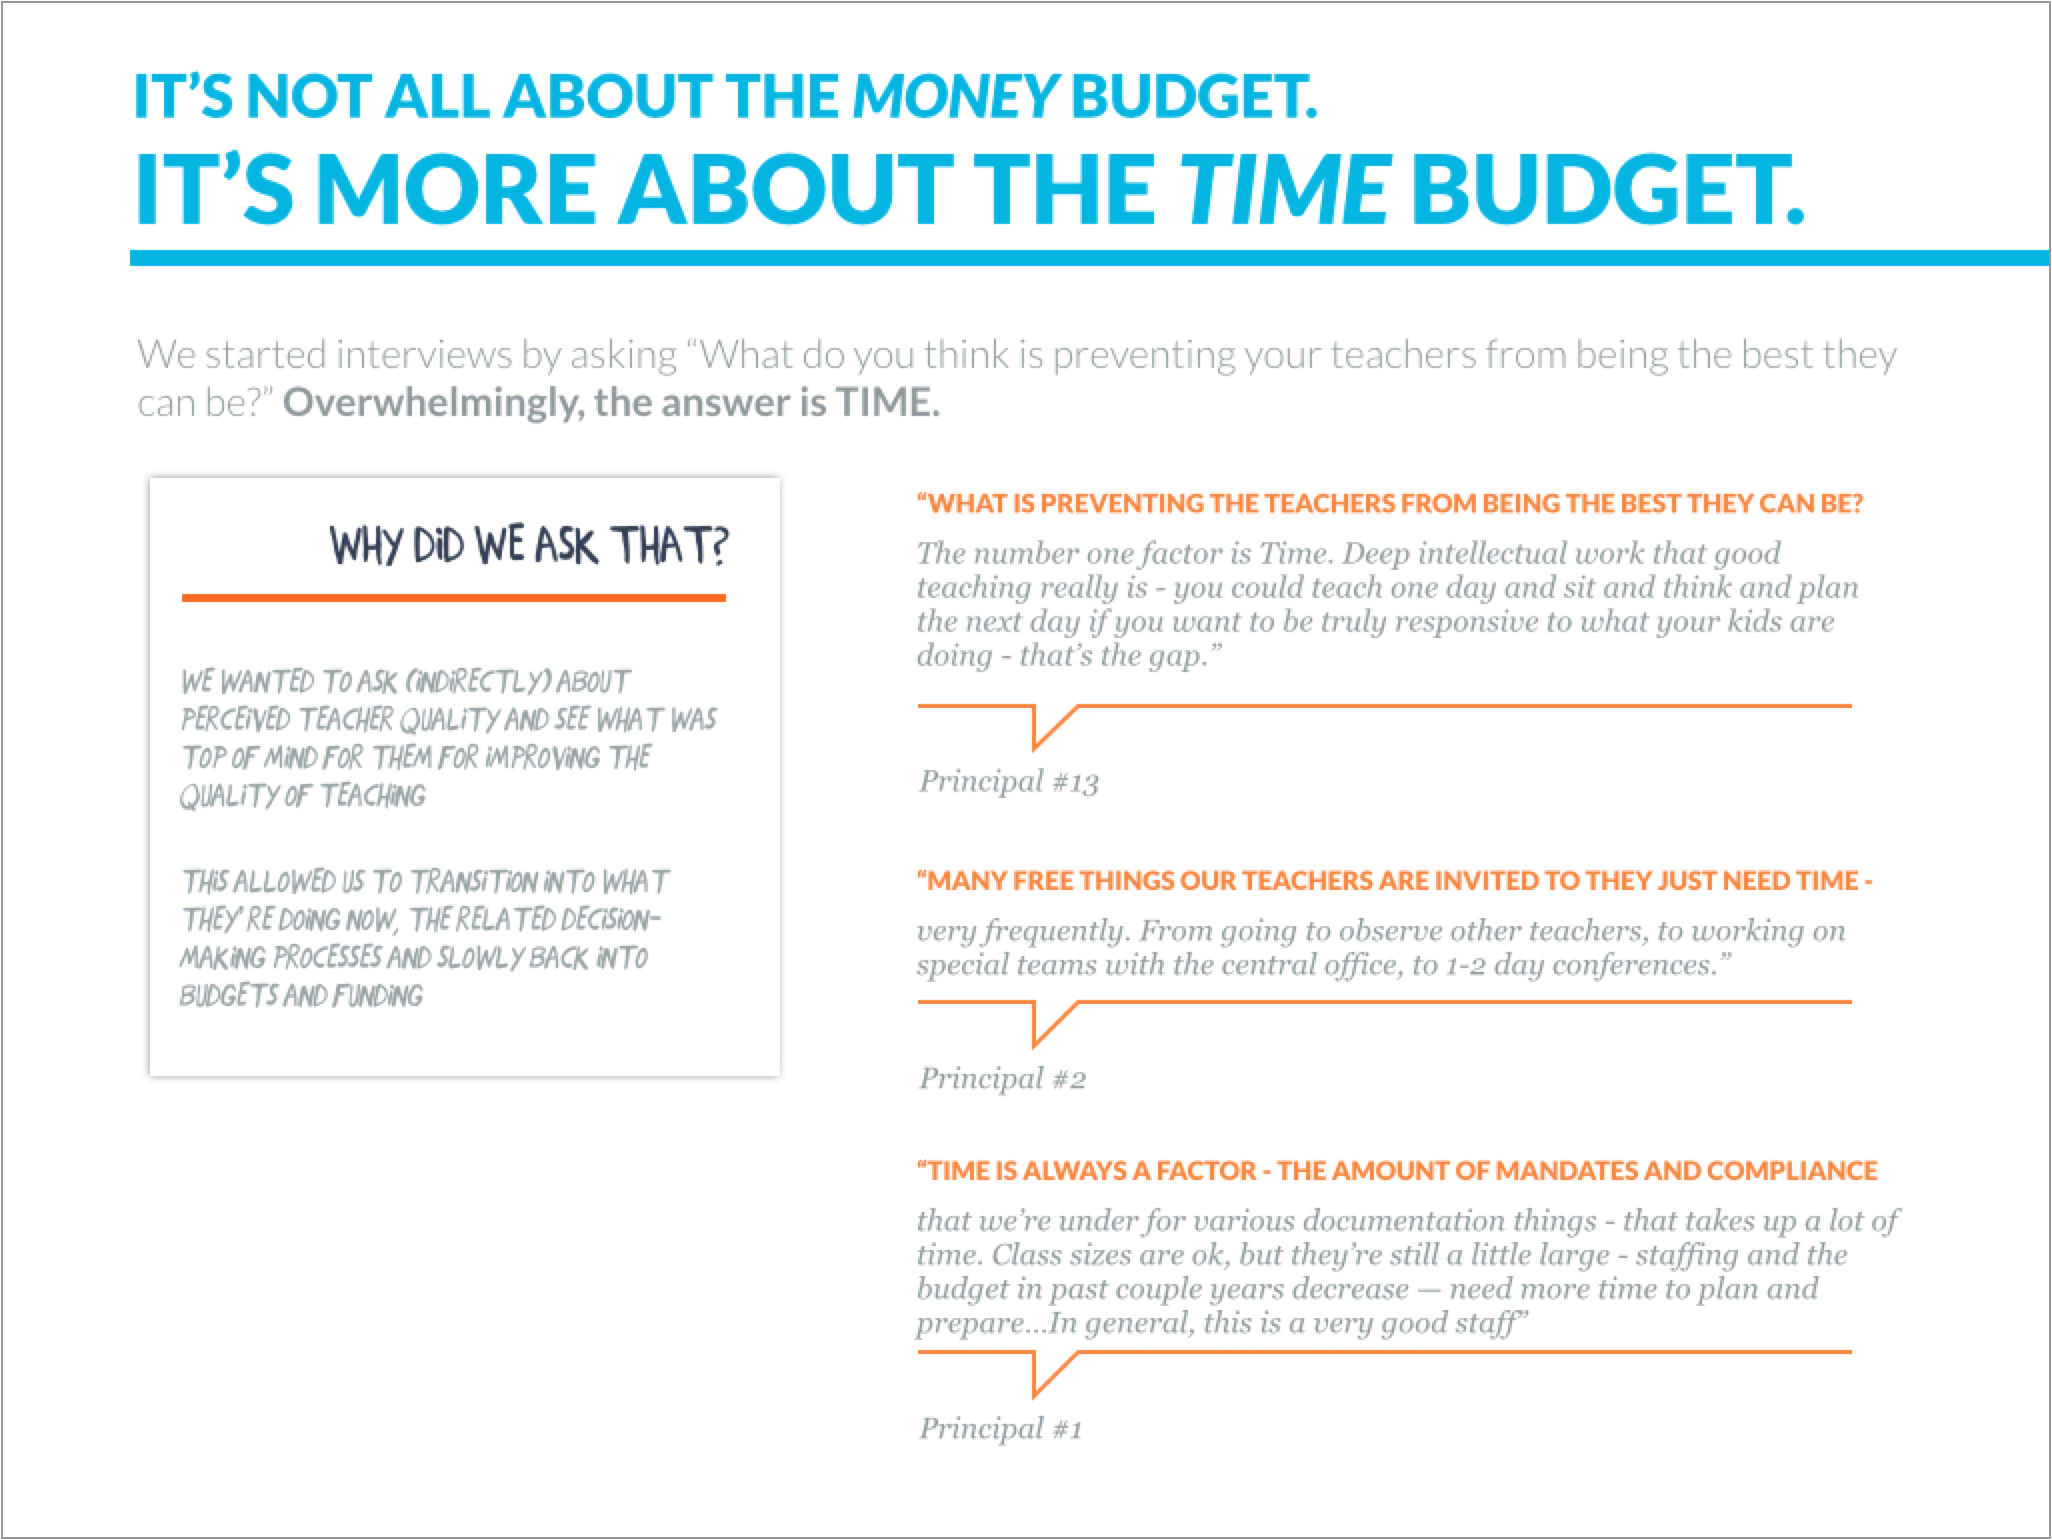 IT’S NOT ALL ABOUT THE MONEY BUDGET.
IT’S MORE ABOUT THE TIME BUDGET.
We started interviews by asking “What do you think is preventing your teachers from being the best they
can be?” Overwhelmingly, the answer is TIME.
WHY DiD WE ASK THAT?
WE WANTED TO ASK (iNDiRECTLY) ABOUT
PERCEiVED TEACHER QUALiTY AND SEE WHAT WAS
TOP OF MiND FOR THEM FOR iMPROViNG THE
QUALiTY OF TEACHiNG
THiS ALLOWED US TO TRANSiTiON iNTO WHAT
THEY’RE DOiNG NOW, THE RELATED DECiSiON-
MAKiNG PROCESSES AND SLOWLY BACK iNTO
BUDGETS AND FUNDiNG
“WHAT IS PREVENTING THE TEACHERS FROM BEING THE BEST THEY CAN BE?
The number one factor is Time. Deep intellectual work that good
teaching really is - you could teach one day and sit and think and plan
the next day if you want to be truly responsive to what your kids are
doing - that’s the gap.”
Principal #13
“MANY FREE THINGS OUR TEACHERS ARE INVITED TO THEY JUST NEED TIME -
very frequently. From going to observe other teachers, to working on
special teams with the central office, to 1-2 day conferences.”
Principal #2
“TIME IS ALWAYS A FACTOR - THE AMOUNT OF MANDATES AND COMPLIANCE
that we’re under for various documentation things - that takes up a lot of
time. Class sizes are ok, but they’re still a little large - staffing and the
budget in past couple years decrease — need more time to plan and
prepare...In general, this is a very good staff”
Principal #1